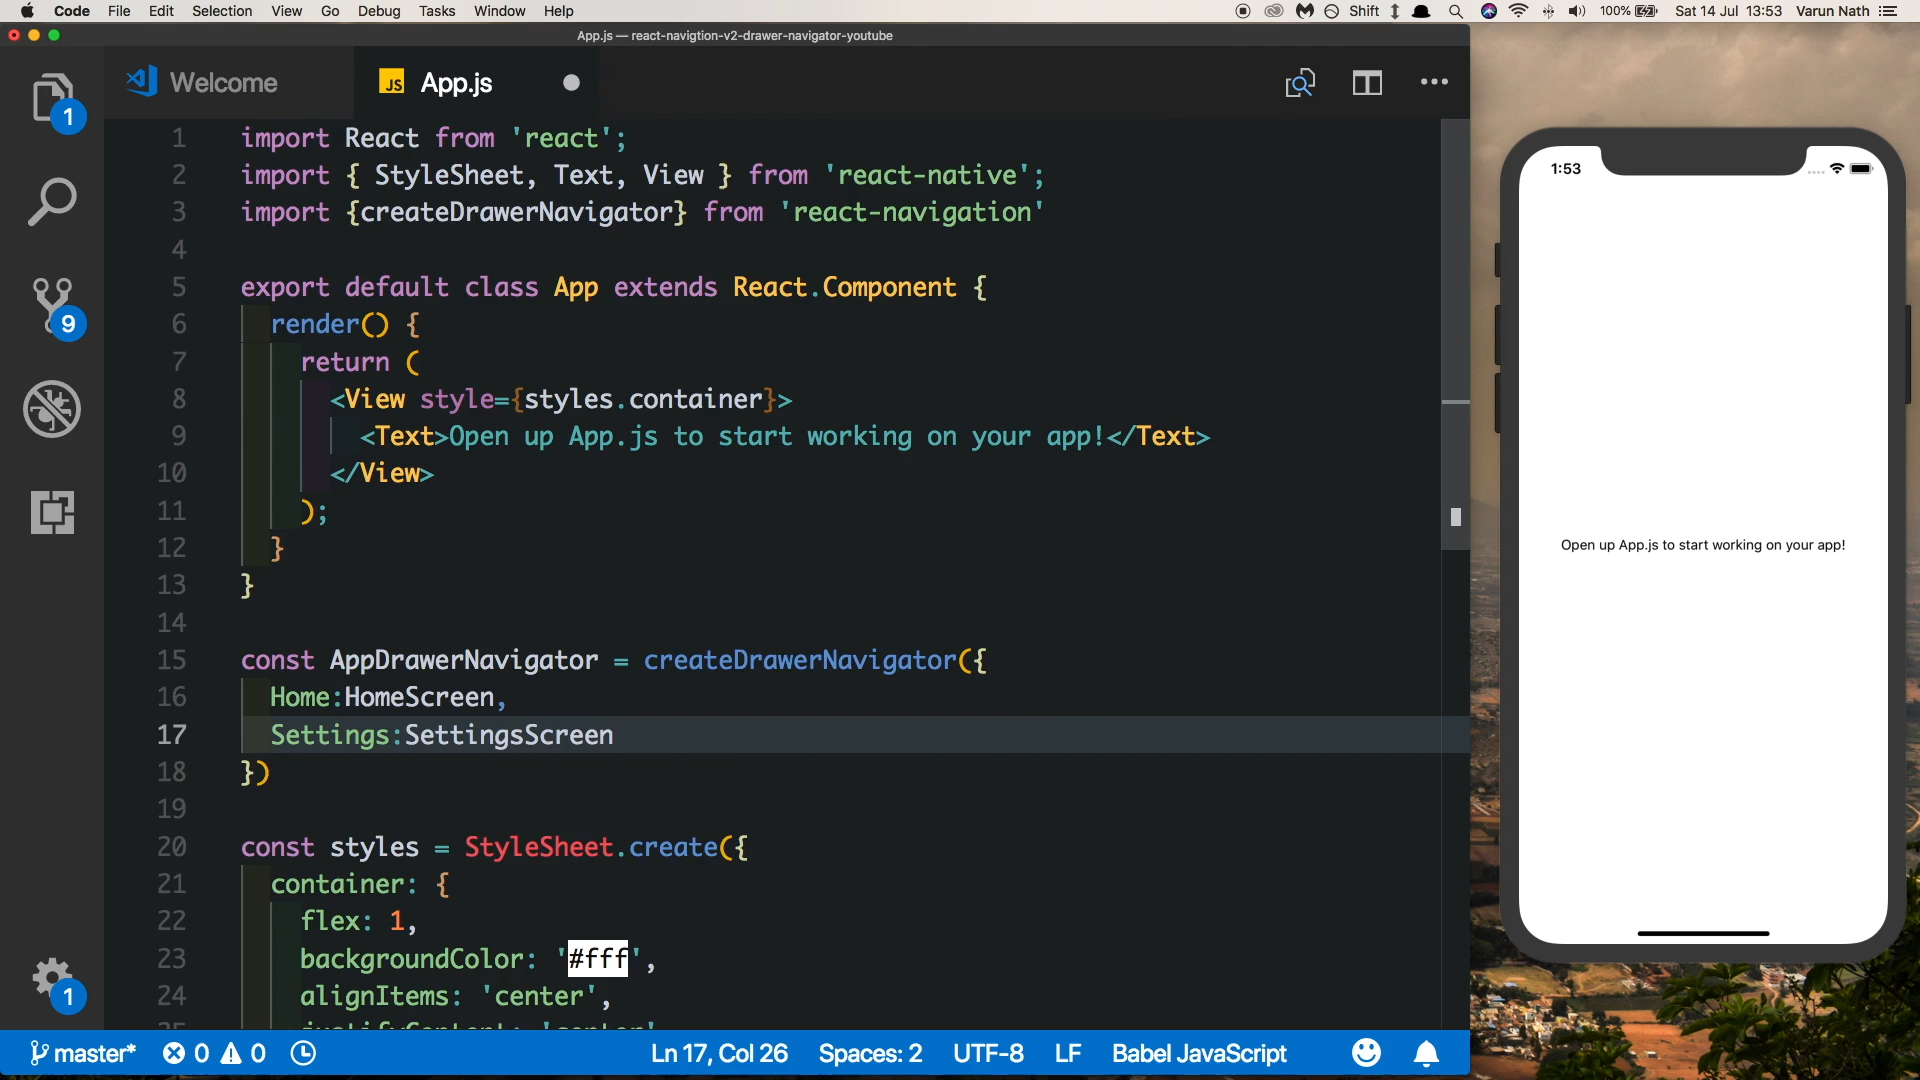 Code File Edit Selection View Go Debug Tasks Window Help Shift 100% Sat 14 Jul 13:53 Varun Nath
App.js — react-navigtion-v2-drawer-navigator-youtube
Welcome JS App.js
1 import React from 'react';
2 import { StyleSheet, Text, View } from 'react-native';
3 import {createDrawerNavigator} from 'react-navigation'
4
5 export default class App extends React.Component {
6 render() {
7 return (
8 <View style={styles.container}>
9 <Text>Open up App.js to start working on your app!</Text>
10 </View>
11 );
12 }
13 }
14
15 const AppDrawerNavigator = createDrawerNavigator({
16 Home:HomeScreen,
17 Settings:SettingsScreen
18 })
19
20 const styles = StyleSheet.create({
21 container: {
22 flex: 1,
23 backgroundColor: '#fff',
24 alignItems: 'center',
1
9
1
master* 0 0 Ln 17, Col 26 Spaces: 2 UTF-8 LF Babel JavaScript
1:53
Open up App.js to start working on your app!